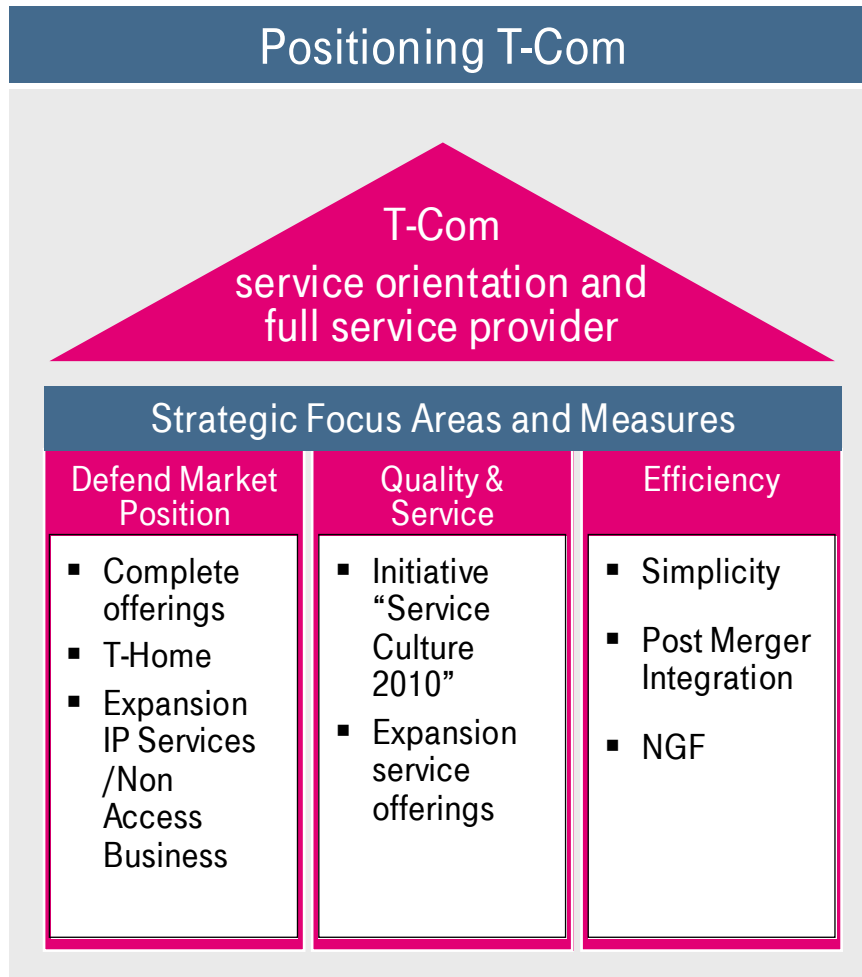 Positioning T-Com
T-Com
service orientation and
full service provider
Strategic Focus Areas and Measures
Defend Market
Position
▪ Complete
offerings
▪ T-Home
▪ Expansion
IP Services
/Non
Access
Business
Quality &
Service
▪ Initiative
“Service
Culture
2010”
▪ Expansion
service
offerings
Efficiency
▪ Simplicity
▪ Post Merger
Integration
▪ NGF